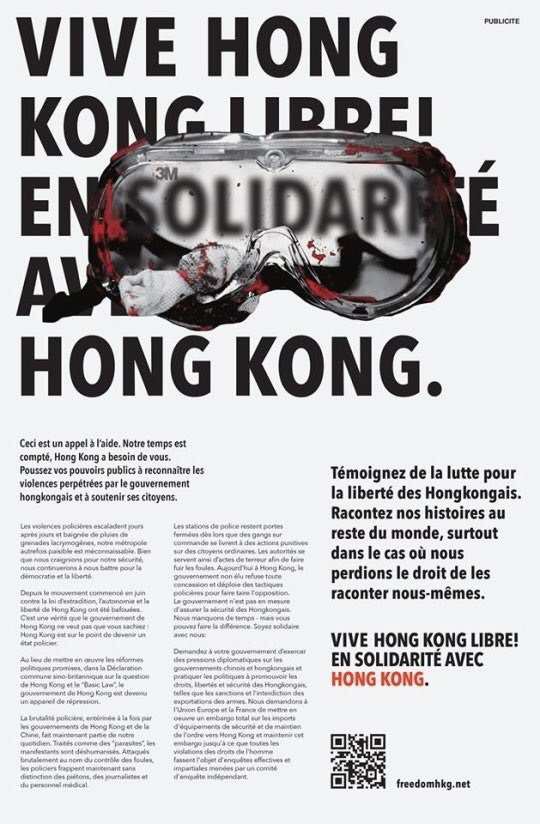 PUBLICITE
VIVE HONG
KONG LIBRE!
EN SOLIDARITÉ
AVEC
HONG KONG.
3M
Ceci est un appel à l'aide. Notre temps est
compté, Hong Kong a besoin de vous.
Poussez vos pouvoirs publics à reconnaître les
violences perpétrées par le gouvernement
hongkongais et à soutenir ses citoyens.
Les violences policières escaladent jours
après jours et baignée de pluies de
grenades lacrymogènes, notre métropole
autrefois paisible est méconnaissable. Bien
que nous craignions pour notre sécurité,
nous continuerons à nous battre pour la
démocratie et la liberté.
Depuis le mouvement commencé en juin
contre la loi d'extradition, l'autonomie et la
liberté de Hong Kong ont été bafouées.
C'est une vérité que le gouvernement de
Hong Kong ne veut pas que vous sachiez :
Hong Kong est sur le point de devenir un
état policier.
Au lieu de mettre en œuvre les réformes
politiques promises, dans la Déclaration
commune sino-britannique sur la question
de Hong Kong et le "Basic Law", le
gouvernement de Hong Kong est devenu
un appareil de répression.
La brutalité policière, entérinée à la fois par
les gouvernements de Hong Kong et de la
Chine, fait maintenant partie de notre
quotidien. Traités comme des "parasites", les
manifestants sont déshumanisés. Attaqués
brutalement au nom du contrôle des foules,
les policiers frappent maintenant sans
distinction des piétons, des journalistes et
du personnel médical.
Les stations de police restent portes
fermées dès lors que des gangs sur
commande se livrent à des actions punitives
sur des citoyens ordinaires. Les autorités se
servent ainsi d'actes de terreur afin de faire
fuir les foules. Aujourd'hui à Hong Kong, le
gouvernement non élu refuse toute
concession et déploie des tactiques
policières pour faire taire l'opposition.
Le gouvernement n'est pas en mesure
d'assurer la sécurité des Hongkongais.
Nous manquons de temps - mais vous
pouvez faire la différence. Soyez solidaire
avec nous:
Demandez à votre gouvernement d'exercer
des pressions diplomatiques sur les
gouvernements chinois et hongkongais et
pratiquer les politiques à promouvoir les
droits, libertés et sécurité des Hongkongais,
telles que les sanctions et l'interdiction des
exportations des armes. Nous demandons à
l'Union Europe et la France de mettre en
oeuvre un embargo total sur les imports
d'équipements de sécurité et de maintien
de l'ordre vers Hong Kong et maintenir cet
embargo jusqu'à ce que toutes les
violations des droits de l'homme
fassent l'objet d'enquêtes effectives et
impartiales menées par un comité
d'enquête indépendant.
Témoignez de la lutte pour
la liberté des Hongkongais.
Racontez nos histoires au
reste du monde, surtout
dans le cas où nous
perdions le droit de les
raconter nous-mêmes.
VIVE HONG KONG LIBRE!
EN SOLIDARITÉ AVEC
HONG KONG.
freedomhkg.net